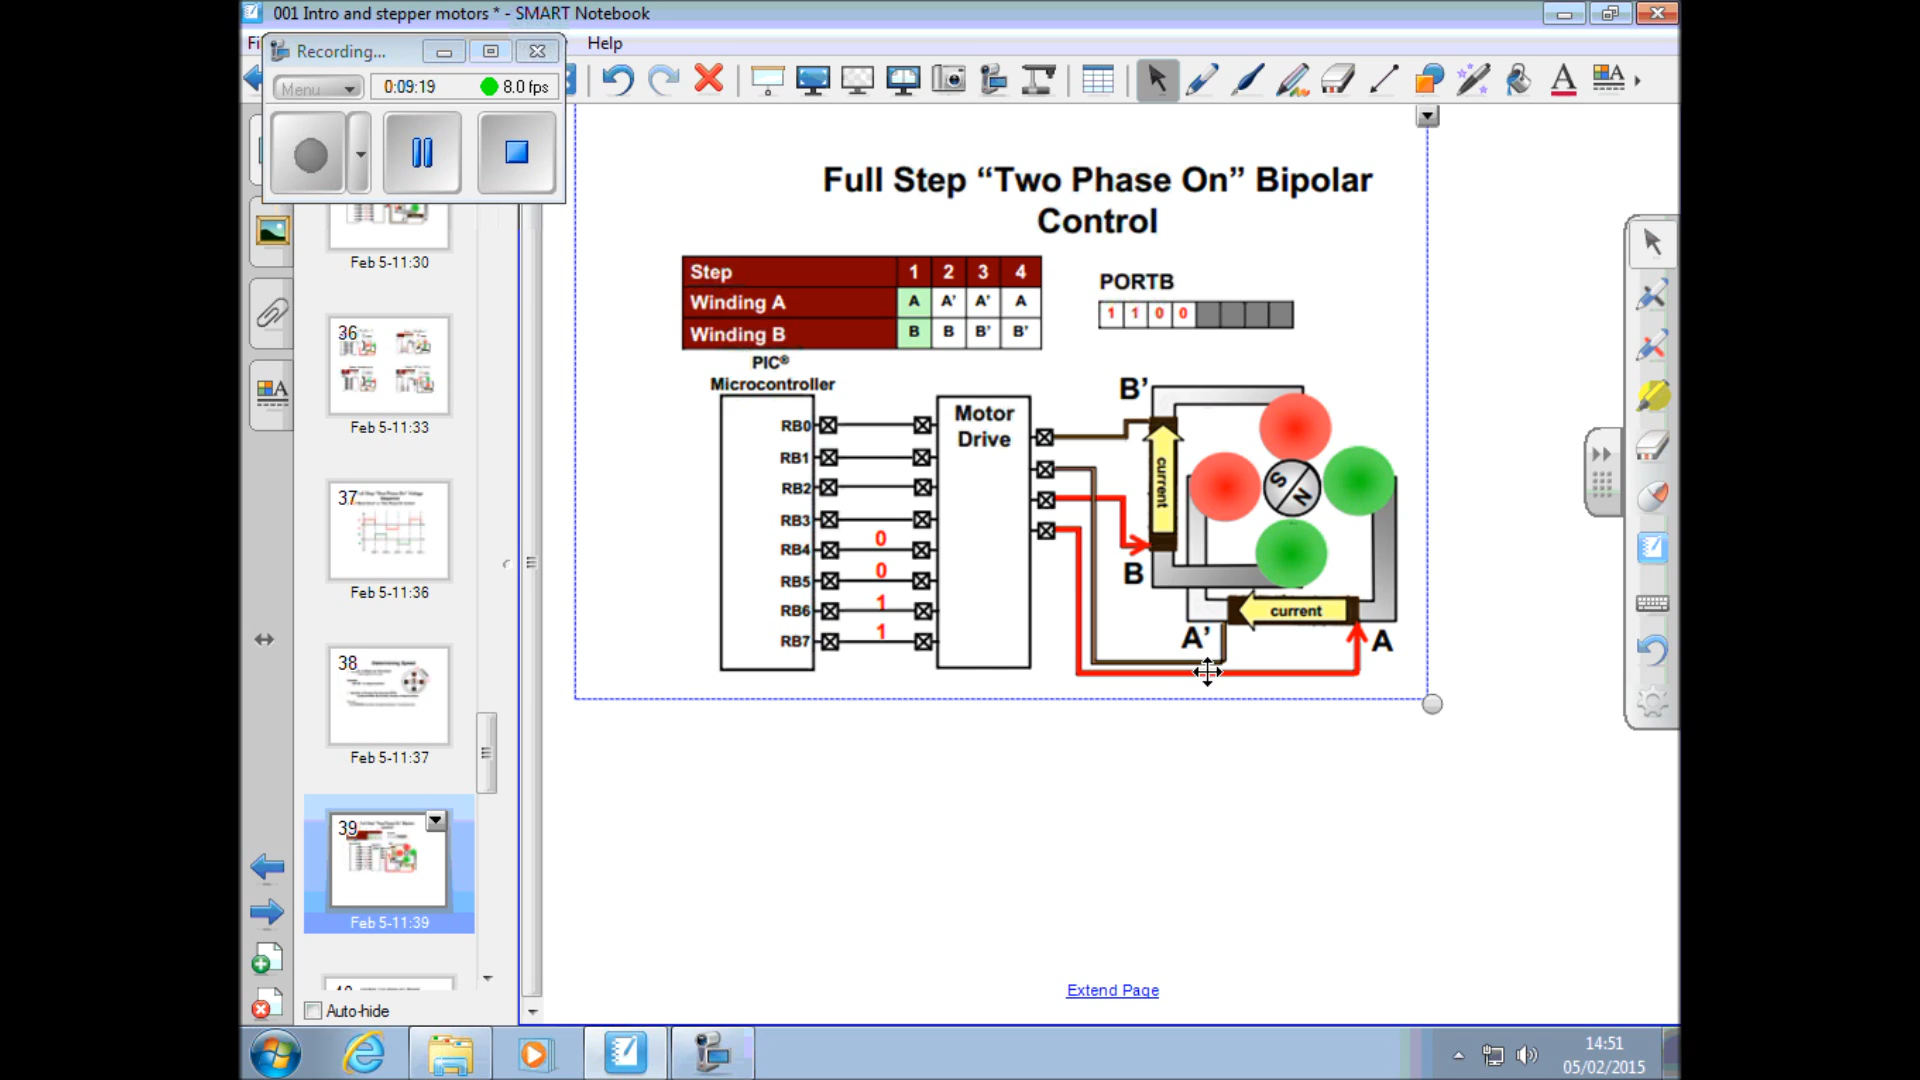 001 Intro and stepper motors * - SMART Notebook
Fi
Help
Recording...
Menu
0:09:19
8.0 fps
Feb 5-11:30
36
Feb 5-11:33
37
Feb 5-11:36
38
Determining Speed
Feb 5-11:37
39
Feb 5-11:39
Auto-hide
Full Step “Two Phase On” Bipolar
Control
Step 1 2 3 4
Winding A A A’ A’ A
Winding B B B B’ B’
PORTB
1 1 0 0
PIC®
Microcontroller
RB0
RB1
RB2
RB3
RB4 0
RB5 0
RB6 1
RB7 1
Motor
Drive
B’
current
B
S
N
current
A’
A
Extend Page
14:51
05/02/2015